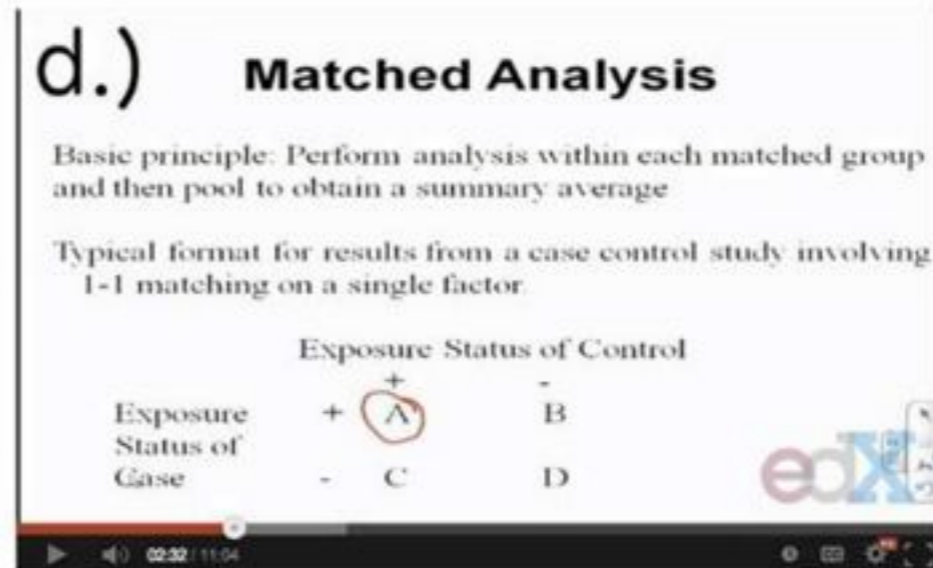 d.) Matched Analysis
Basic principle: Perform analysis within each matched group
and then pool to obtain a summary average
Typical format for results from a case control study involving
1-1 matching on a single factor.
Exposure Status of Control
+ -
Exposure + A B
Status of
Case - C D
edX
02:32 / 11:04